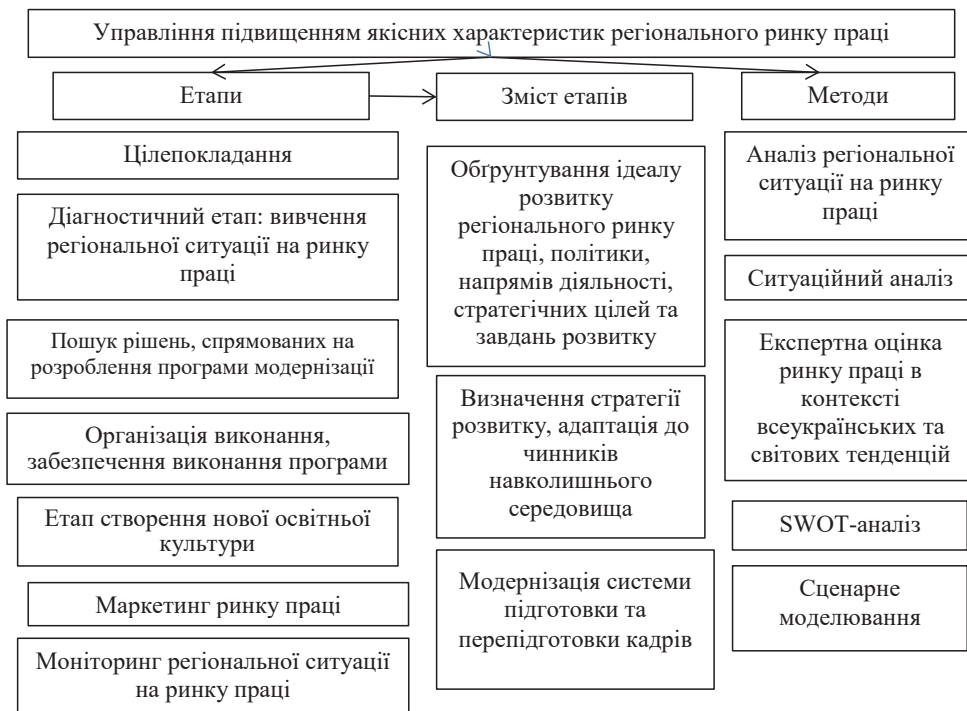 Управління підвищенням якісних характеристик регіонального ринку праці
Етапи
Зміст етапів
Методи
Цілепокладання
Діагностичний етап: вивчення
регіональної ситуації на ринку
праці
Пошук рішень, спрямованих на
розроблення програми модернізації
Організація виконання,
забезпечення виконання програми
Етап створення нової освітньої
культури
Маркетинг ринку праці
Моніторинг регіональної ситуації
на ринку праці
Обґрунтування ідеалу
розвитку
регіонального ринку
праці, політики,
напрямів діяльності,
стратегічних цілей та
завдань розвитку
Визначення стратегії
розвитку, адаптація до
чинників
навколишнього
середовища
Модернізація системи
підготовки та
перепідготовки кадрів
Аналіз регіональної
ситуації на ринку
праці
Ситуаційний аналіз
Експертна оцінка
ринку праці в
контексті
всеукраїнських та
світових тенденцій
SWOT-аналіз
Сценарне
моделювання